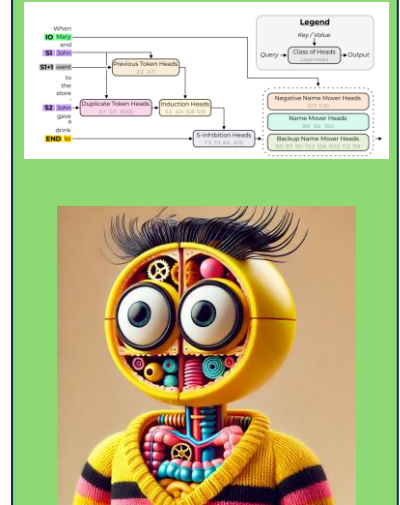 When
IO Mary
and
S1 John
S1+1 went
to
the
store
S2 John
gave
a
drink
END to
Previous Token Heads
Duplicate Token Heads
Induction Heads
S-Inhibition Heads
Legend
Key / Value
Query
Class of Heads
Layer.Head
Output
Negative Name Mover Heads
Name Mover Heads
Backup Name Mover Heads